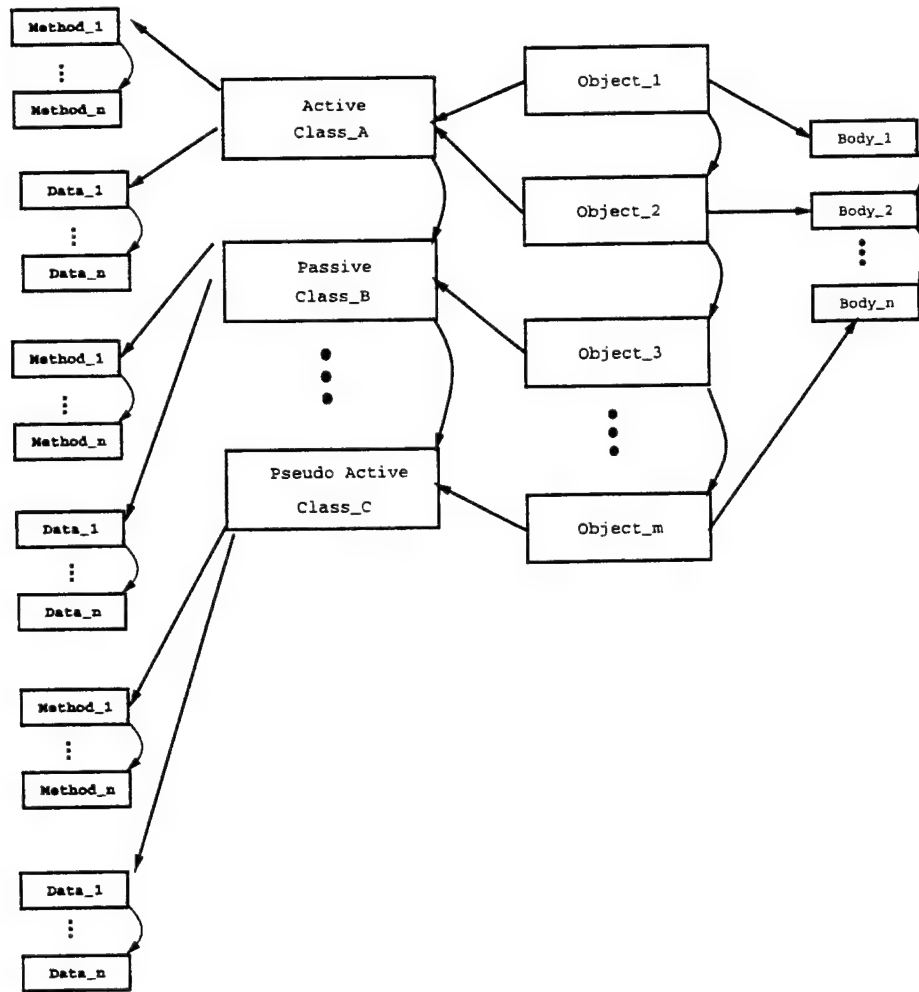 Method_1
Method_n
Data_1
Data_n
Method_1
Method_n
Data_1
Data_n
Method_1
Method_n
Data_1
Data_n
Active
Class_A
Passive
Class_B
Pseudo Active
Class_C
Object_1
Object_2
Object_3
Object_m
Body_1
Body_2
Body_n